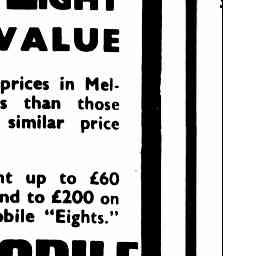 VALUE
prices in Mel-
s than those
similar price
nt up to £60
nd to £200 on
obile "Eights."